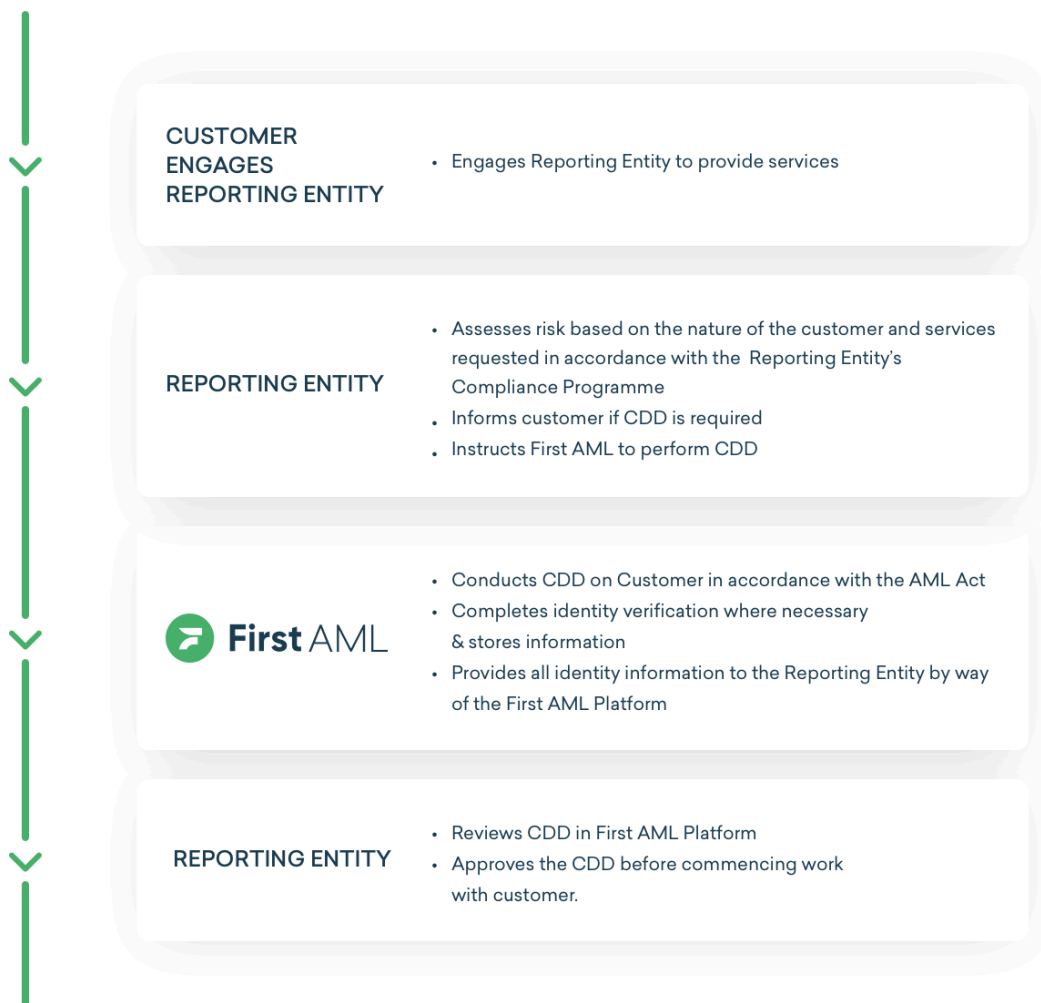 CUSTOMER
ENGAGES
REPORTING ENTITY
• Engages Reporting Entity to provide services
REPORTING ENTITY
• Assesses risk based on the nature of the customer and services
requested in accordance with the Reporting Entity's
Compliance Programme
• Informs customer if CDD is required
• Instructs First AML to perform CDD
First AML
• Conducts CDD on Customer in accordance with the AML Act
• Completes identity verification where necessary
& stores information
• Provides all identity information to the Reporting Entity by way
of the First AML Platform
REPORTING ENTITY
• Reviews CDD in First AML Platform
• Approves the CDD before commencing work
with customer.